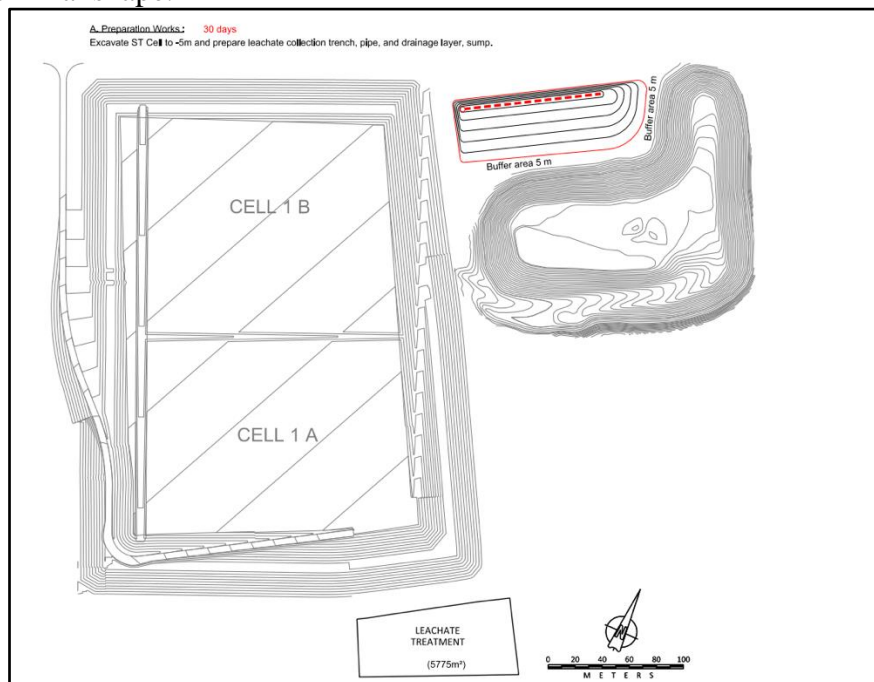 A. Preparation Works : 30 days
Excavate ST Cell to -5m and prepare leachate collection trench, pipe, and drainage layer, sump.
Buffer area 5 m
Buffer area 5 m
CELL 1 B
CELL 1 A
LEACHATE
TREATMENT
(5775m²)
N
0 20 40 60 80 100
METERS